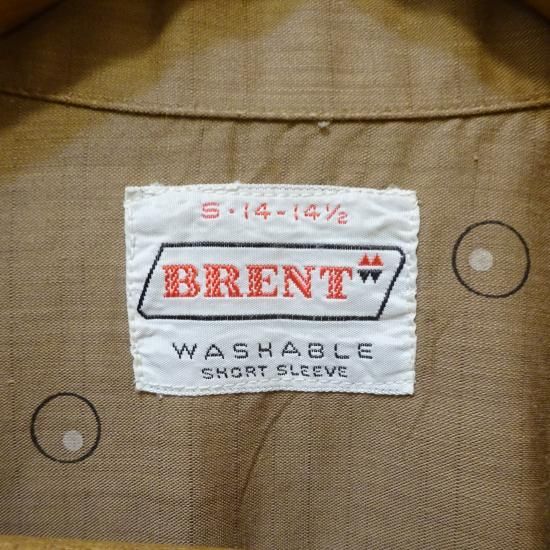 S-14-14½
BRENT
WASHABLE
SHORT SLEEVE